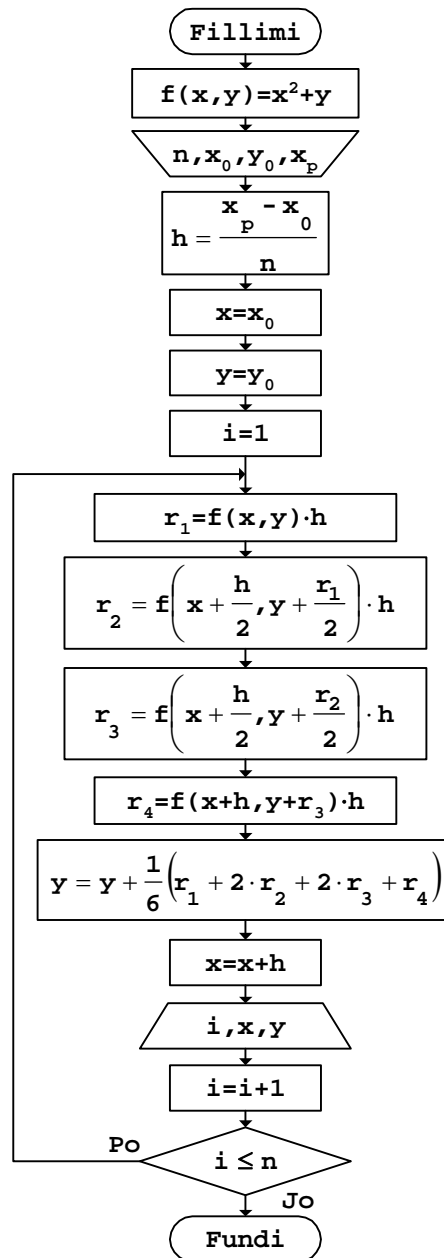 Fillimi
f(x,y)=x²+y
n,x₀,y₀,xₚ
h = (xₚ - x₀)/n
x=x₀
y=y₀
i=1
r₁=f(x,y)·h
r₂ = f(x + h/2, y + r₁/2) · h
r₃ = f(x + h/2, y + r₂/2) · h
r₄=f(x+h,y+r₃)·h
y = y + 1/6(r₁ + 2 · r₂ + 2 · r₃ + r₄)
x=x+h
i,x,y
i=i+1
Po
i ≤ n
Jo
Fundi